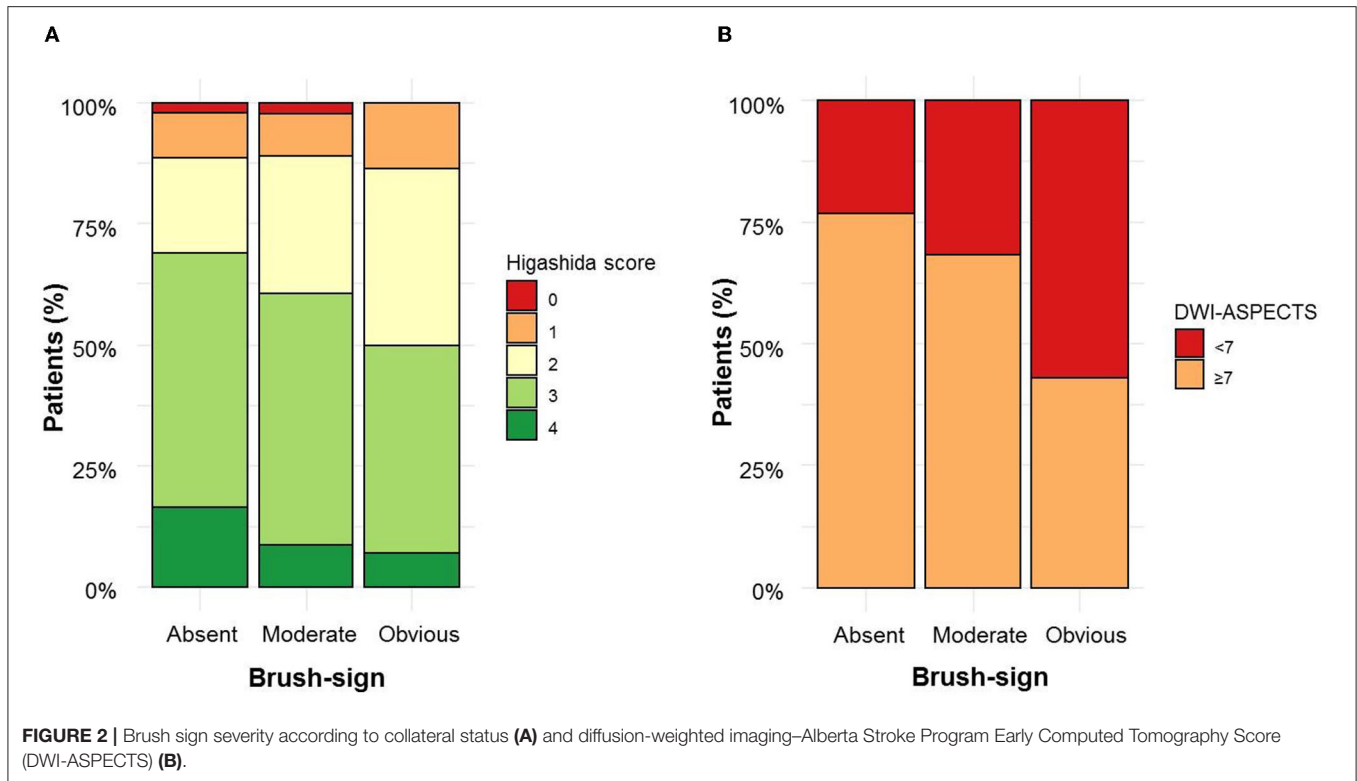 A
100%
75%
50%
25%
0%
Patients (%)
Absent Moderate Obvious
Brush-sign
Higashida score
0
1
2
3
4
B
100%
75%
50%
25%
0%
Patients (%)
Absent Moderate Obvious
Brush-sign
DWI-ASPECTS
<7
≥7
FIGURE 2 | Brush sign severity according to collateral status (A) and diffusion-weighted imaging–Alberta Stroke Program Early Computed Tomography Score
(DWI-ASPECTS) (B).